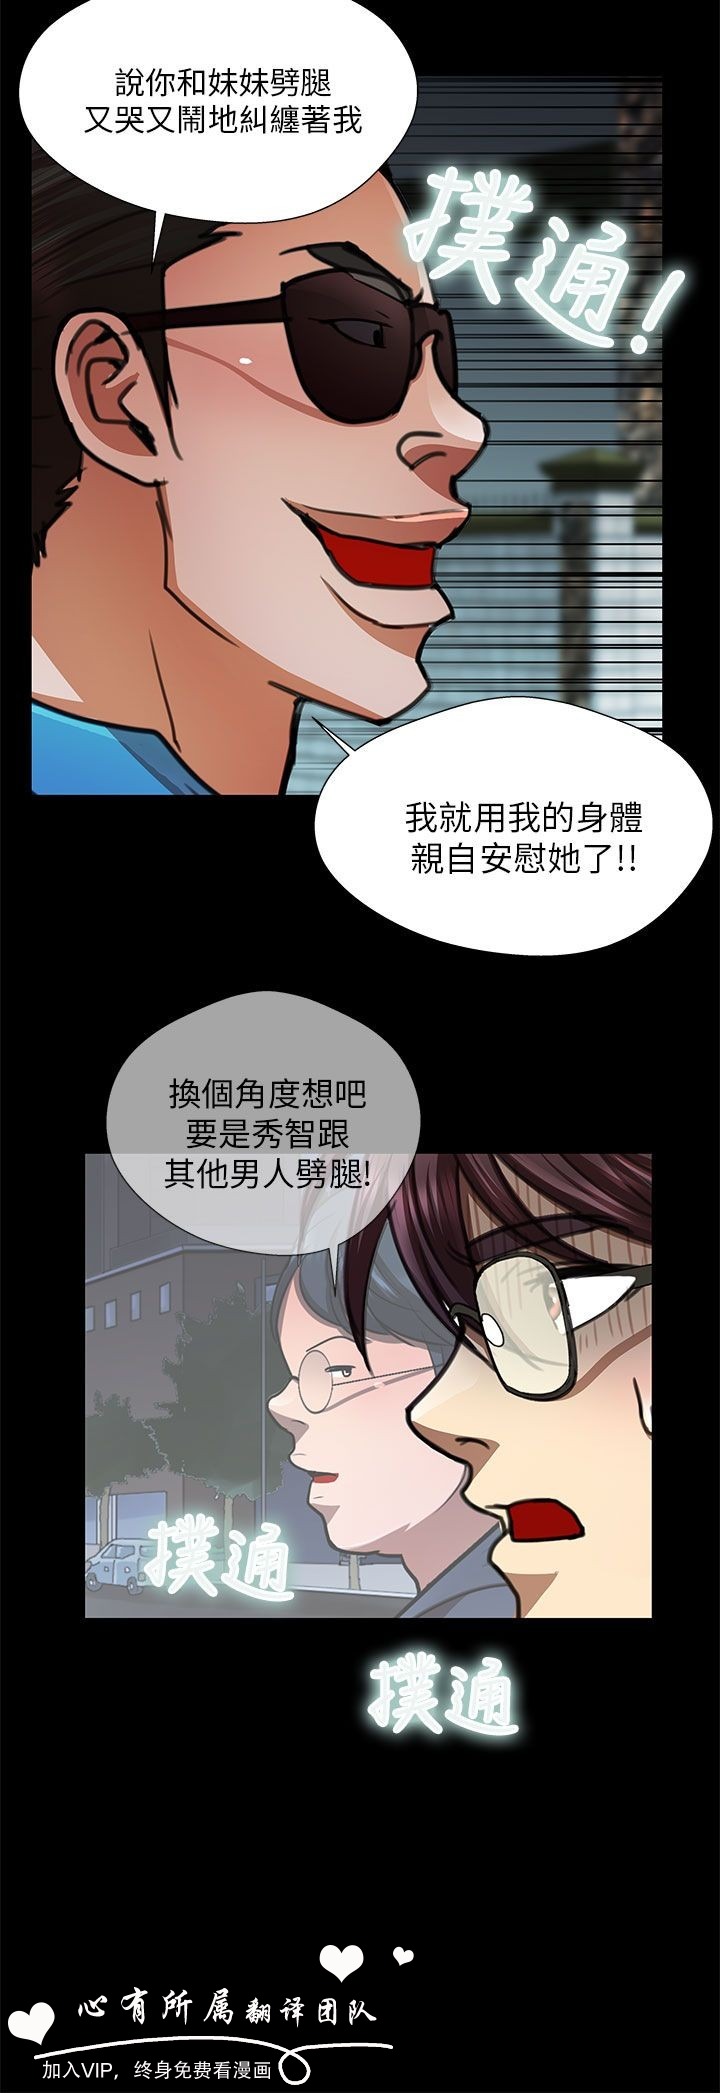 說你和妹妹劈腿
又哭又鬧地糾纏著我
撲通!
我就用我的身體
親自安慰她了!!
換個角度想吧
要是秀智跟
其他男人劈腿!
撲通
撲通
心有所属翻译团队
加入VIP，终身免费看漫画